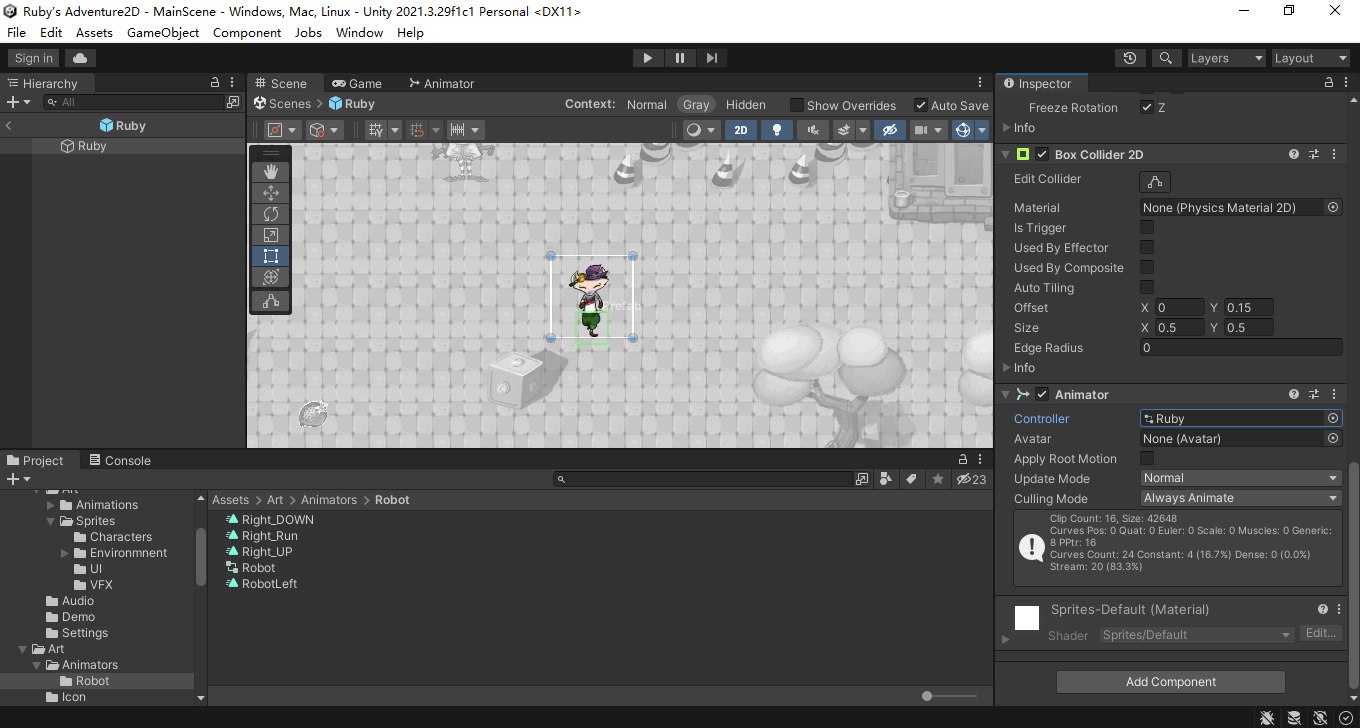 Ruby's Adventure2D - MainScene - Windows, Mac, Linux - Unity 2021.3.29f1c1 Personal <DX11>
File Edit Assets GameObject Component Jobs Window Help
Sign in Layers Layout
Hierarchy
All
Ruby
Ruby
Scene Game Animator
Scenes Ruby Context: Normal Gray Hidden Show Overrides Auto Save
2D
Prefab
Inspector
Freeze Rotation Z
Info
Box Collider 2D
Edit Collider
Material None (Physics Material 2D)
Is Trigger
Used By Effector
Used By Composite
Auto Tiling
Offset X 0 Y 0.15
Size X 0.5 Y 0.5
Edge Radius 0
Info
Animator
Controller Ruby
Avatar None (Avatar)
Apply Root Motion
Update Mode Normal
Culling Mode Always Animate
Clip Count: 16, Size: 42648
Curves Pos: 0 Quat: 0 Euler: 0 Scale: 0 Muscles: 0 Generic:
8 PPtr: 16
Curves Count: 24 Constant: 4 (16.7%) Dense: 0 (0.0%)
Stream: 20 (83.3%)
Sprites-Default (Material)
Shader Sprites/Default Edit...
Add Component
Project Console
23
Art
Animations
Sprites
Characters
Environmnent
UI
VFX
Audio
Demo
Settings
Art
Animators
Robot
Icon
Assets > Art > Animators > Robot
Right_DOWN
Right_Run
Right_UP
Robot
RobotLeft